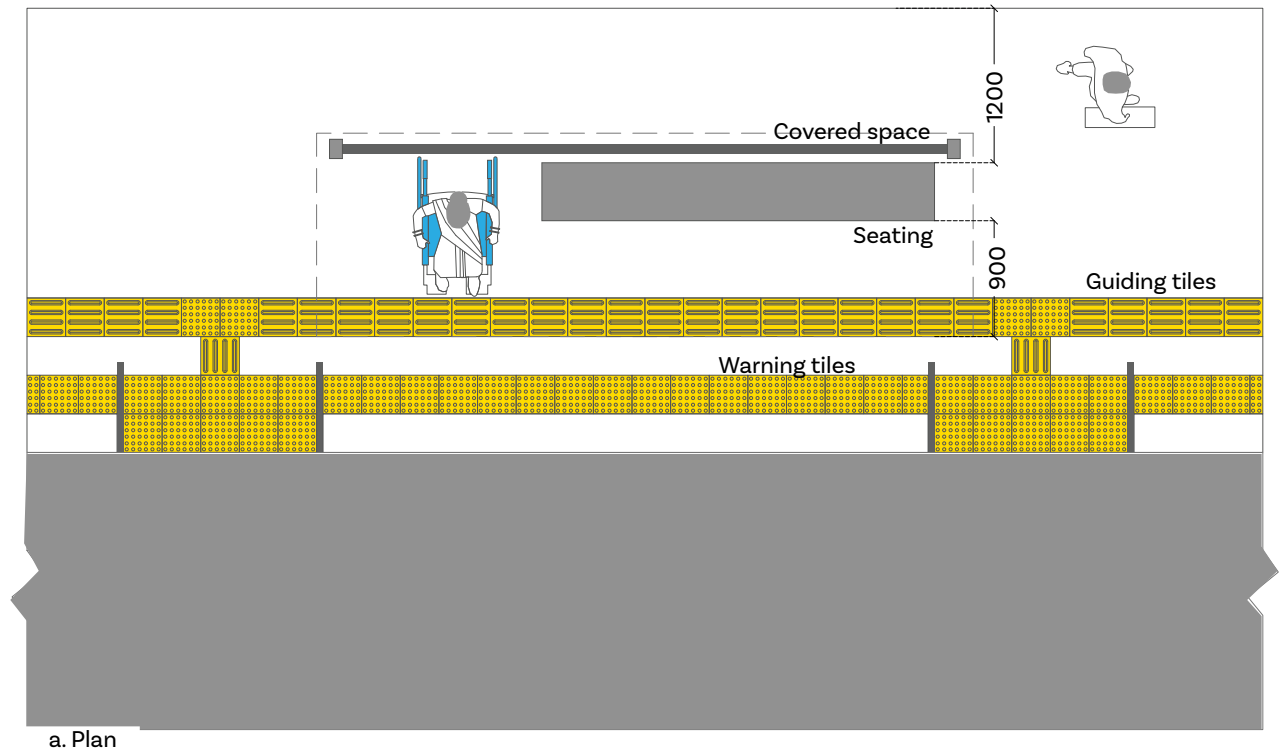 1200
Covered space
Seating
900
Guiding tiles
Warning tiles
a. Plan